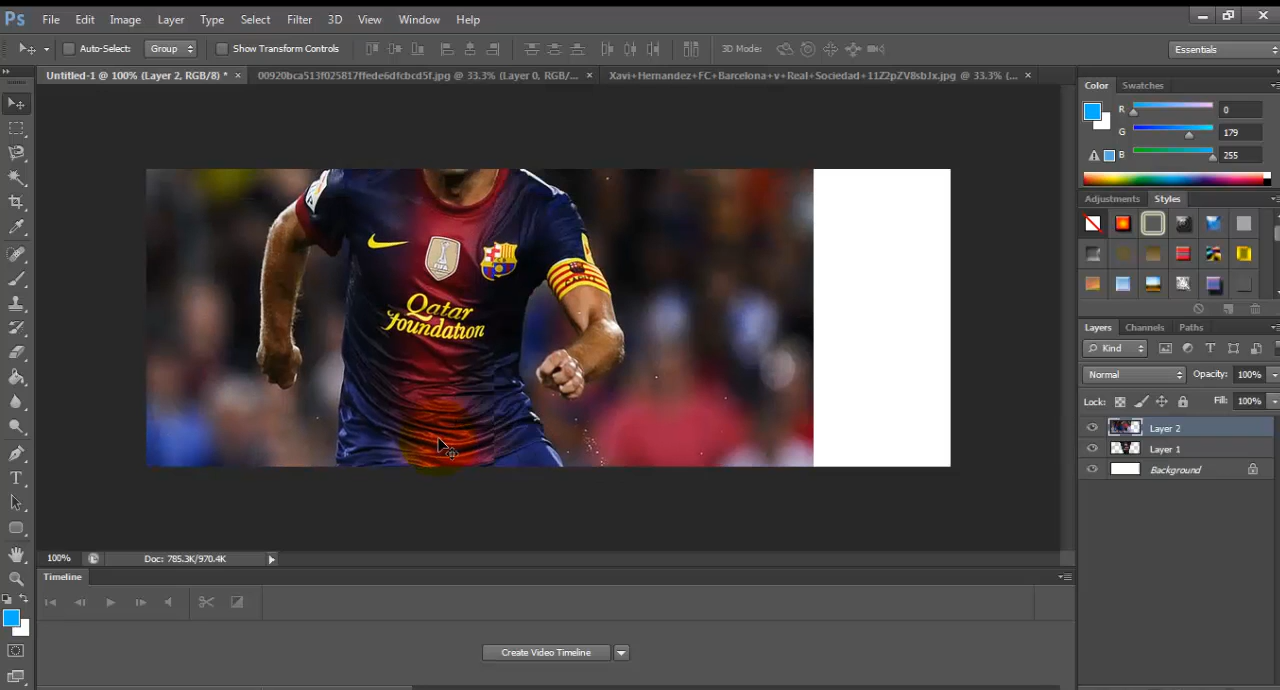 Ps File Edit Image Layer Type Select Filter 3D View Window Help
Auto-Select: Group Show Transform Controls 3D Mode: Essentials
Untitled-1 @ 100% (Layer 2, RGB/8) * × 00920bca513f025817ffede6dfcbcd5f.jpg @ 33.3% (Layer 0, RGB/... × Xavi+Hernandez+FC+Barcelona+v+Real+Sociedad+11Z2pZV8sbJx.jpg @ 33.3% (... ×
Color Swatches
R 0
G 179
B 255
Adjustments Styles
Qatar
foundation
Layers Channels Paths
Kind
Normal Opacity: 100%
Lock: Fill: 100%
Layer 2
Layer 1
Background
100% Doc: 785.3K/970.4K
Timeline
Create Video Timeline